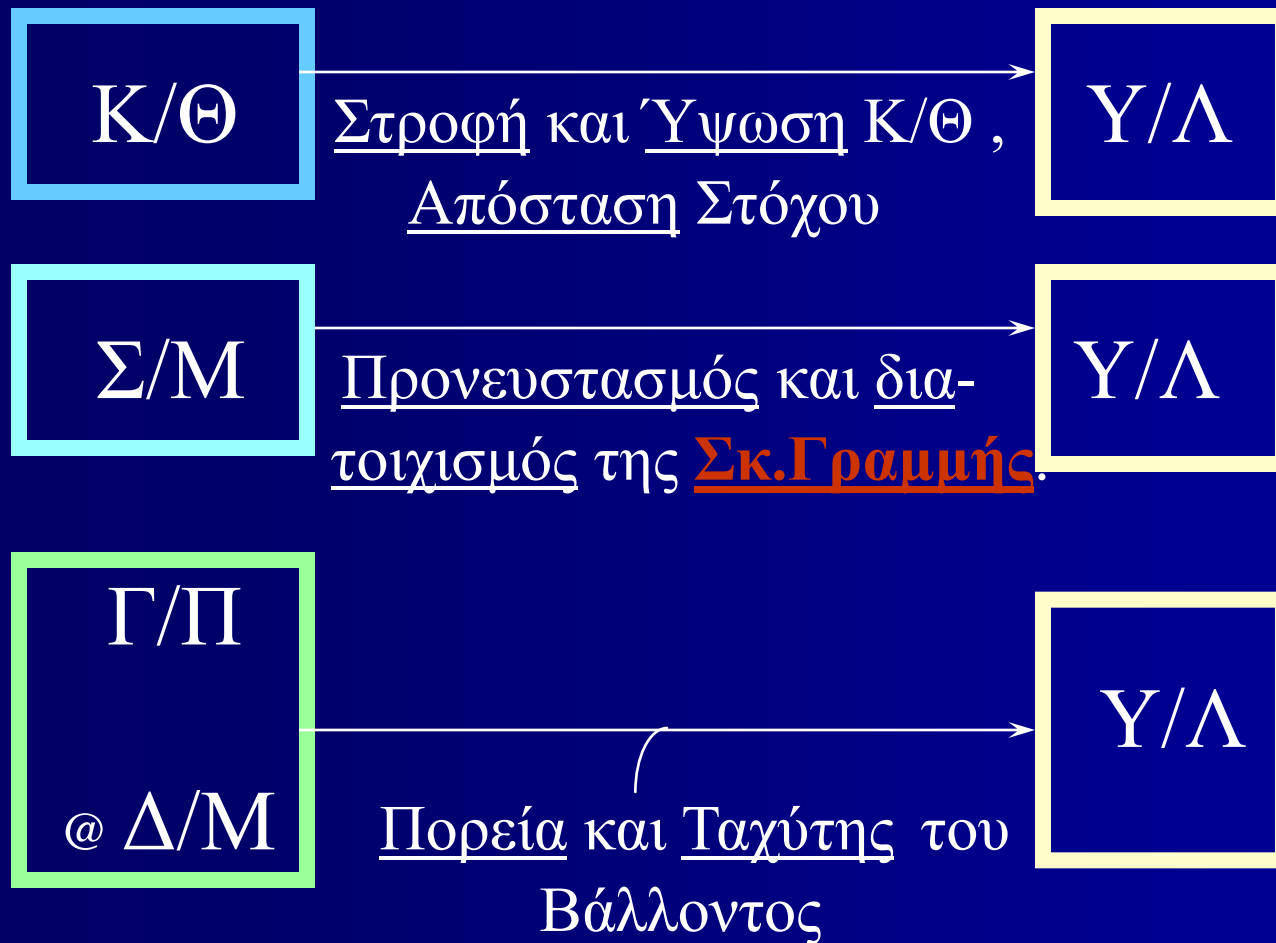 Κ/Θ
Στροφή και Ύψωση Κ/Θ ,
Απόσταση Στόχου
Υ/Λ
Σ/Μ
Προνευστασμός και δια-
τοιχισμός της Σκ.Γραμμής.
Υ/Λ
Γ/Π
@ Δ/Μ
Πορεία και Ταχύτης του
Βάλλοντος
Υ/Λ